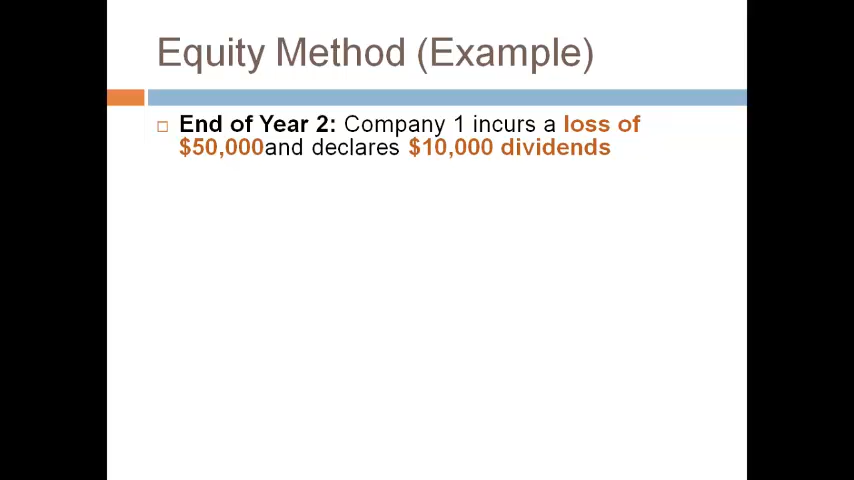 Equity Method (Example)
End of Year 2: Company 1 incurs a loss of
$50,000and declares $10,000 dividends